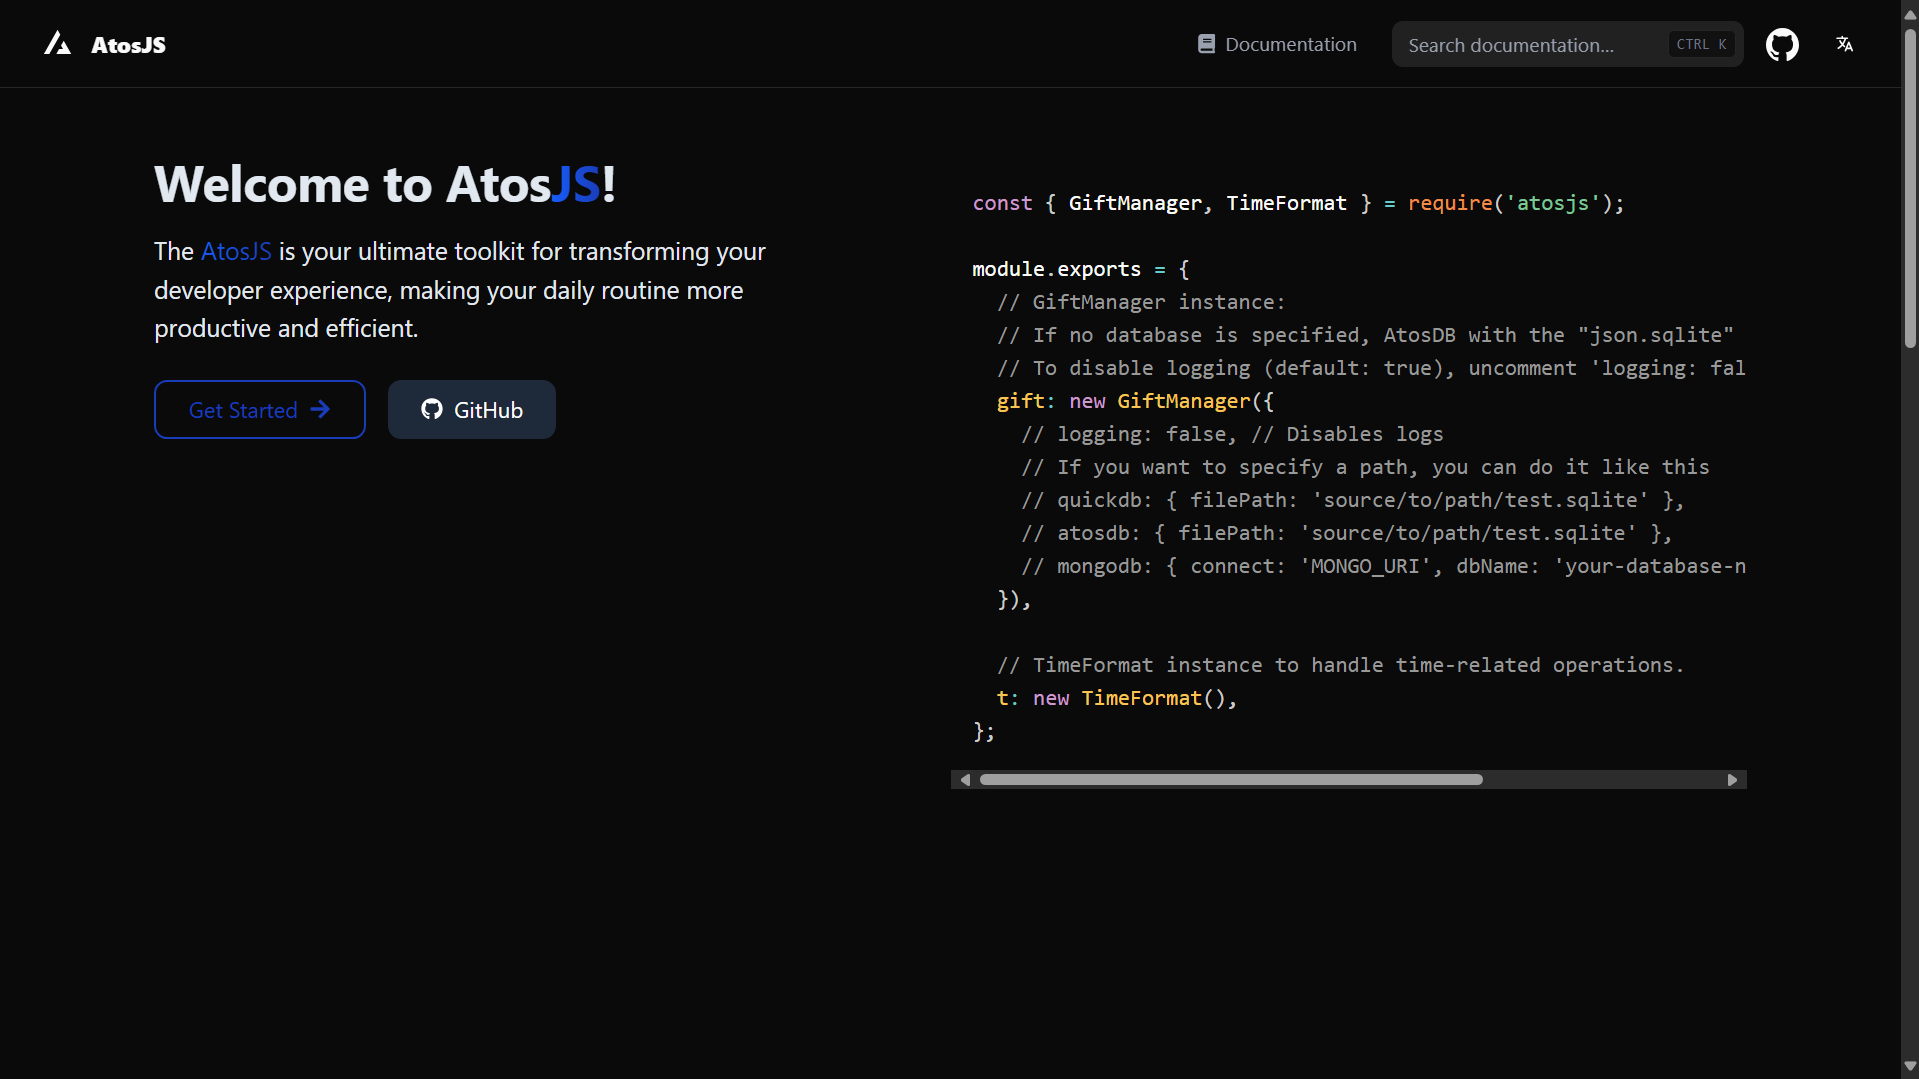 AtosJS
Documentation
Search documentation...
CTRL K
Welcome to AtosJS!
The AtosJS is your ultimate toolkit for transforming your
developer experience, making your daily routine more
productive and efficient.
Get Started
GitHub
const { GiftManager, TimeFormat } = require('atosjs');
module.exports = {
// GiftManager instance:
// If no database is specified, AtosDB with the "json.sqlite"
// To disable logging (default: true), uncomment 'logging: fal
gift: new GiftManager({
// logging: false, // Disables logs
// If you want to specify a path, you can do it like this
// quickdb: { filePath: 'source/to/path/test.sqlite' },
// atosdb: { filePath: 'source/to/path/test.sqlite' },
// mongodb: { connect: 'MONGO_URI', dbName: 'your-database-n
}),
// TimeFormat instance to handle time-related operations.
t: new TimeFormat(),
};